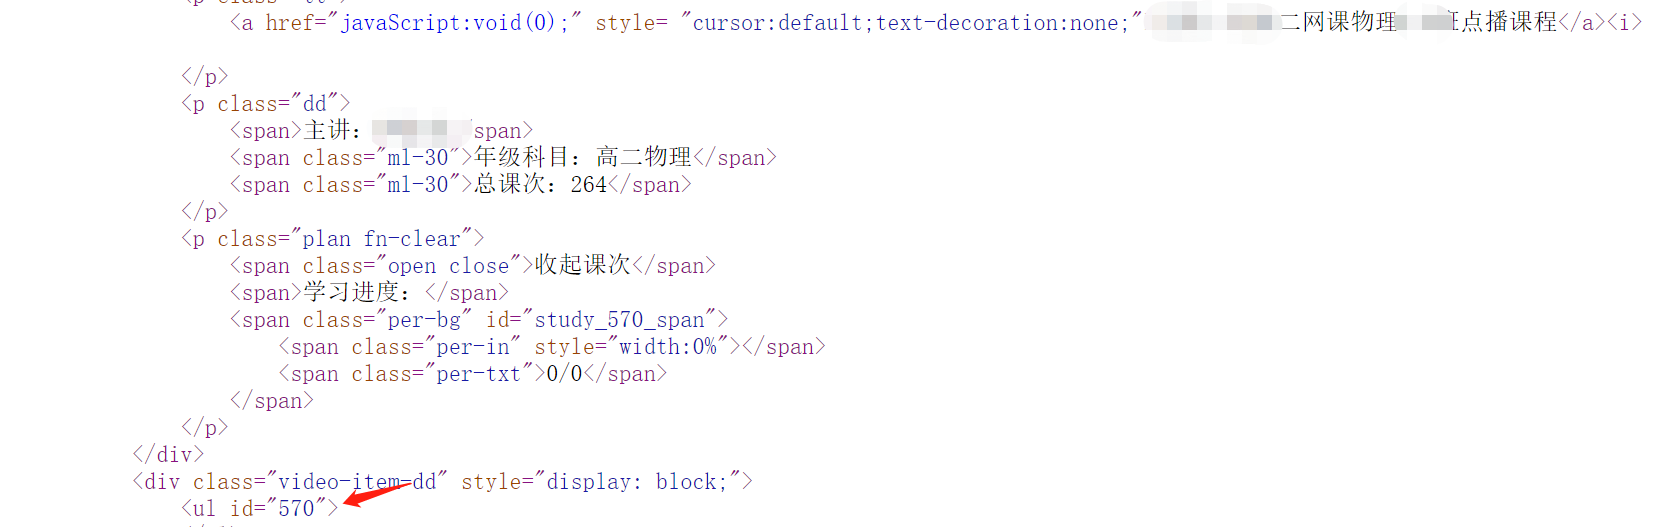 <a href="javaScript:void(0);" style= "cursor:default;text-decoration:none;" 二网课物理 班点播课程</a><i>
</p>
<p class="dd">
<span>主讲： span>
<span class="ml-30">年级科目：高二物理</span>
<span class="ml-30">总课次：264</span>
</p>
<p class="plan fn-clear">
<span class="open close">收起课次</span>
<span>学习进度：</span>
<span class="per-bg" id="study_570_span">
<span class="per-in" style="width:0%"></span>
<span class="per-txt">0/0</span>
</span>
</p>
</div>
<div class="video-item-dd" style="display: block;">
<ul id="570">